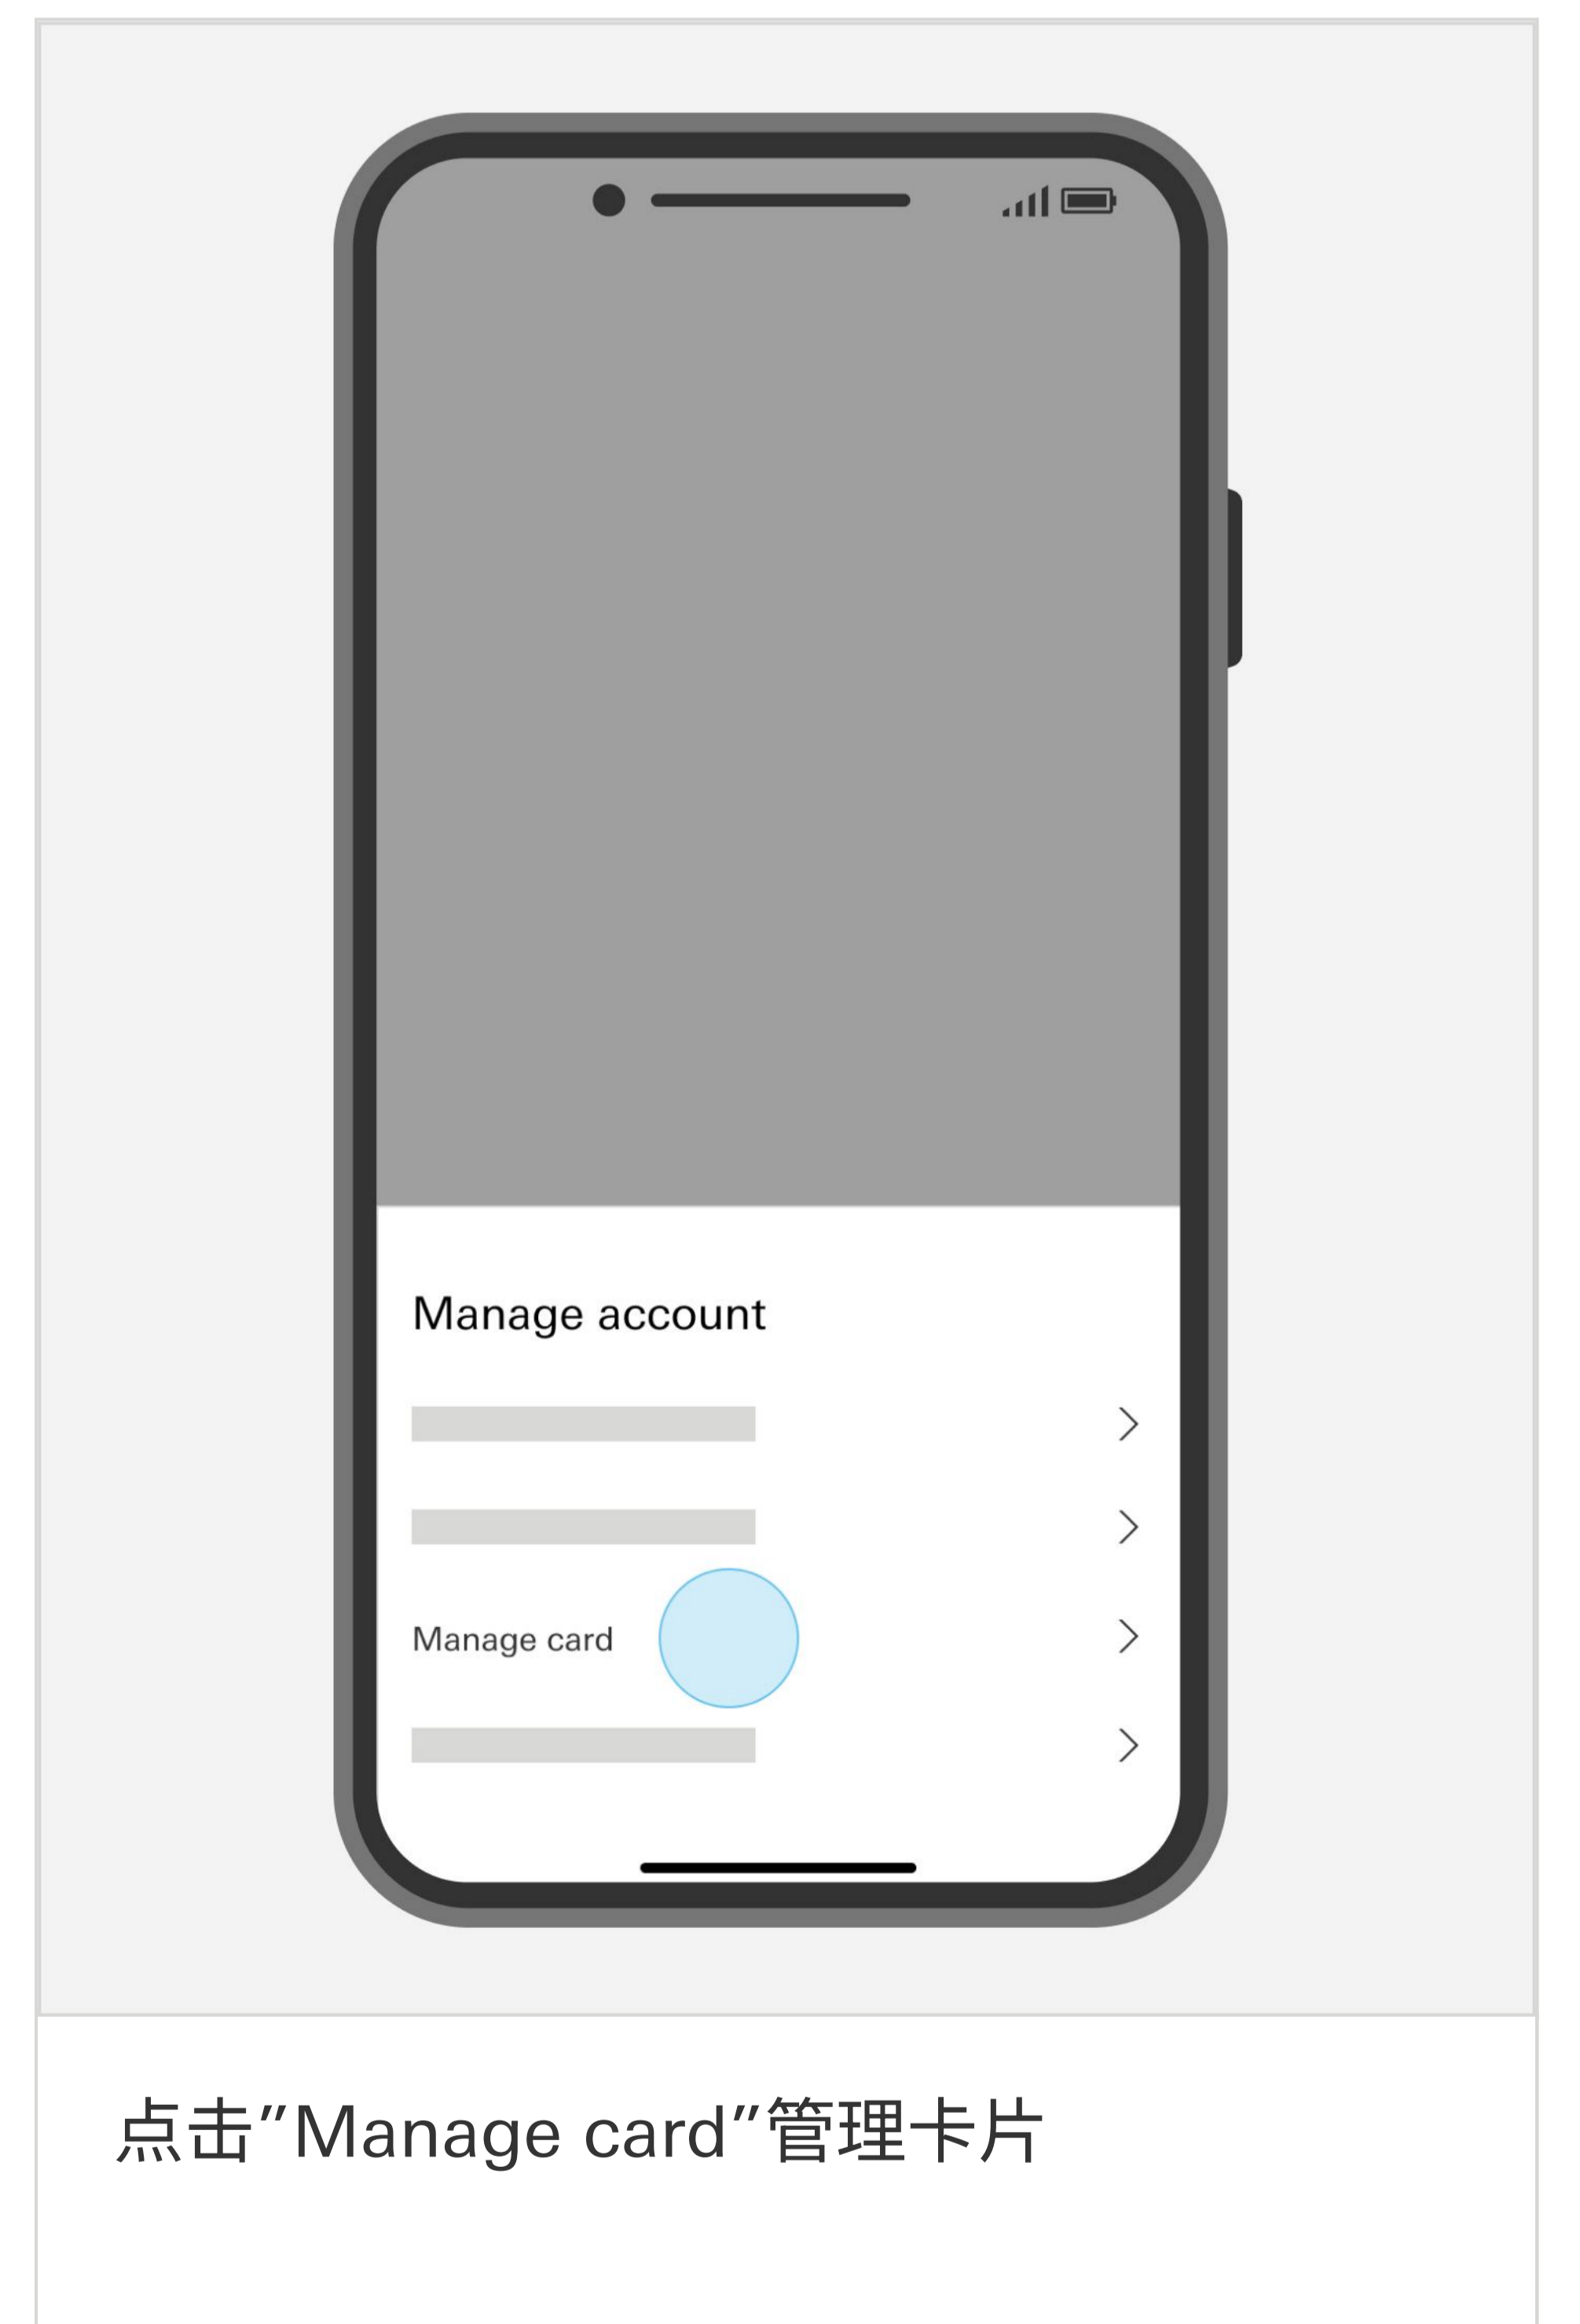 Manage account
Manage card
点击“Manage card”管理卡片